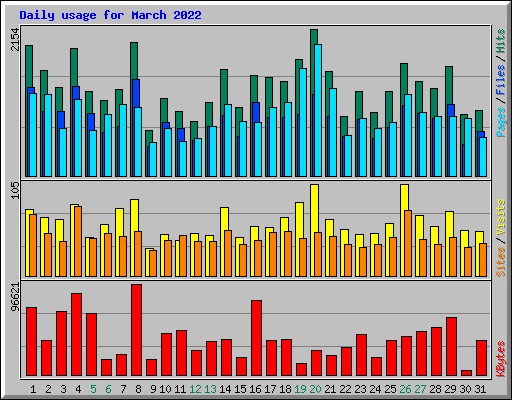 Daily usage for March 2022
2154
Pages / Files / Hits
105
Sites / Visits
96621
KBytes
1 2 3 4 5 6 7 8 9 10 11 12 13 14 15 16 17 18 19 20 21 22 23 24 25 26 27 28 29 30 31